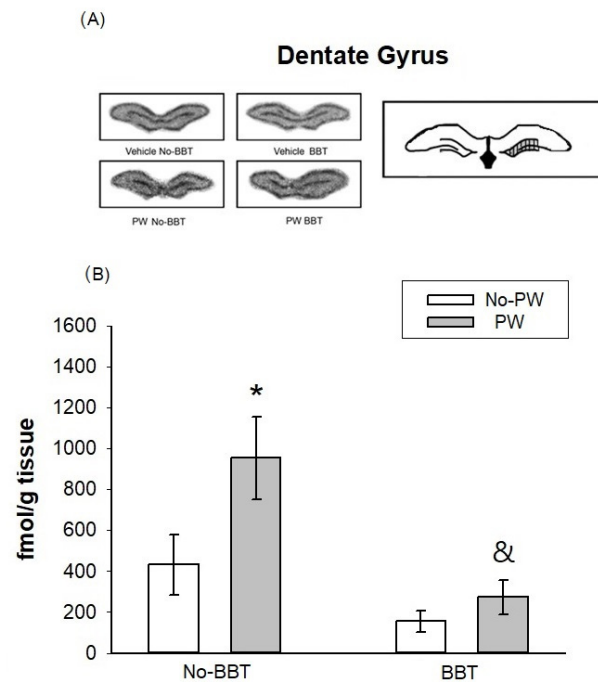 (A)
Dentate Gyrus
Vehicle No-BBT
Vehicle BBT
PW No-BBT
PW BBT
(B)
No-PW
PW
1600
1400
1200
1000
800
600
400
200
0
fmol/g tissue
*
&
No-BBT
BBT